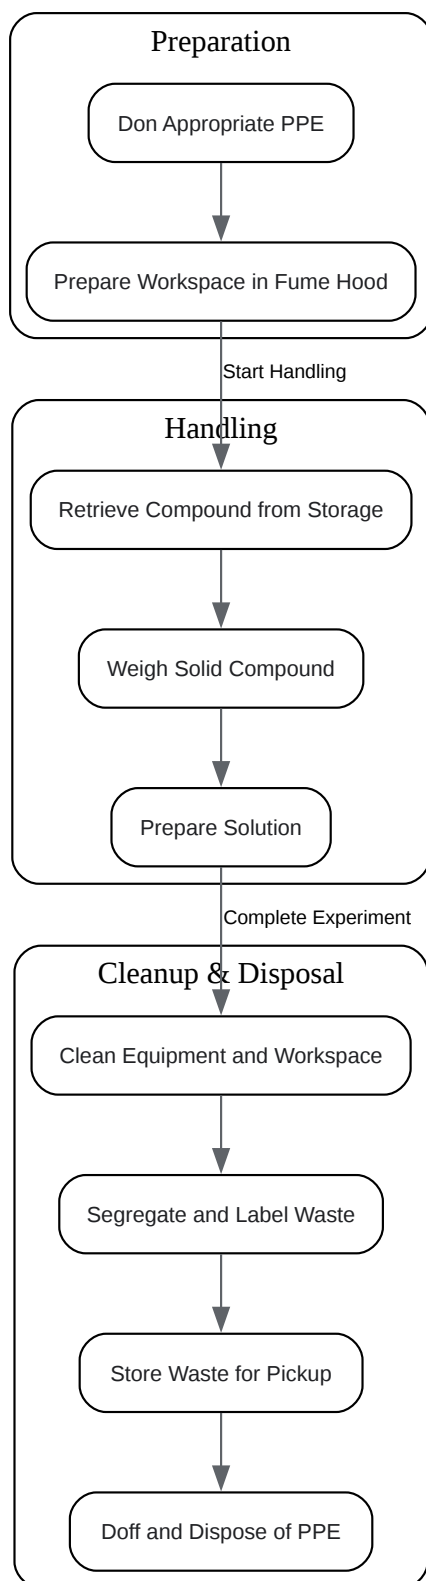 Preparation
Don Appropriate PPE
Prepare Workspace in Fume Hood
Start Handling
Handling
Retrieve Compound from Storage
Weigh Solid Compound
Prepare Solution
Complete Experiment
Cleanup & Disposal
Clean Equipment and Workspace
Segregate and Label Waste
Store Waste for Pickup
Doff and Dispose of PPE